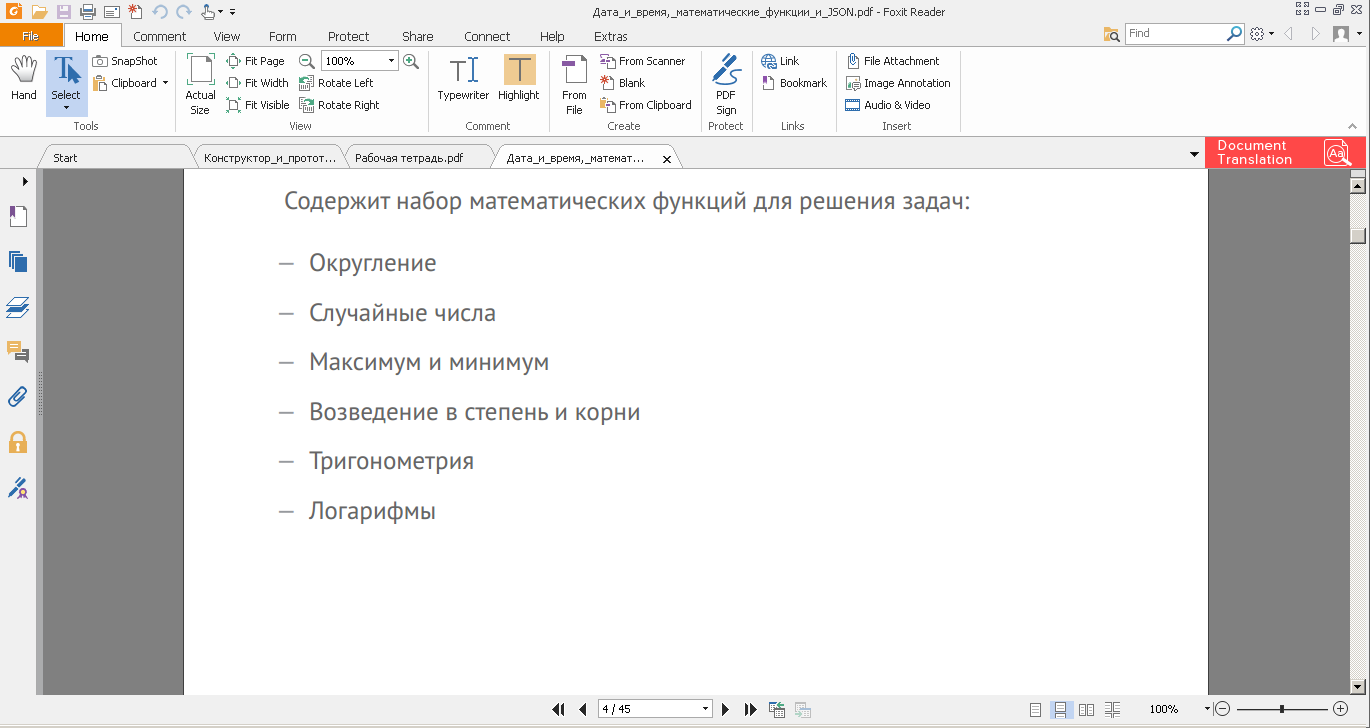 Дата_и_время,_математические_функции_и_JSON.pdf - Foxit Reader
File Home Comment View Form Protect Share Connect Help Extras
Find
Hand
Select
SnapShot
Clipboard
Tools
Actual Size
Fit Page
Fit Width
Fit Visible
100%
Rotate Left
Rotate Right
View
Typewriter
Highlight
Comment
From File
From Scanner
Blank
From Clipboard
Create
PDF Sign
Protect
Link
Bookmark
Links
File Attachment
Image Annotation
Audio & Video
Insert
Start
Конструктор_и_протот...
Рабочая тетрадь.pdf
Дата_и_время,_математ...
Document Translation
Aa
Содержит набор математических функций для решения задач:
— Округление
— Случайные числа
— Максимум и минимум
— Возведение в степень и корни
— Тригонометрия
— Логарифмы
4 / 45
100%